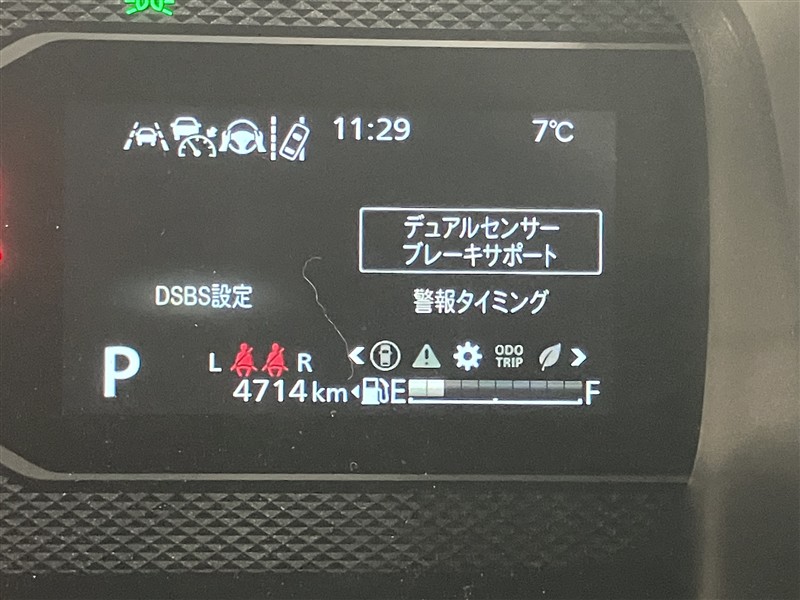 11:29 7℃
デュアルセンサー
ブレーキサポート
DSBS設定 警報タイミング
P L R ODO
TRIP
4714km E F